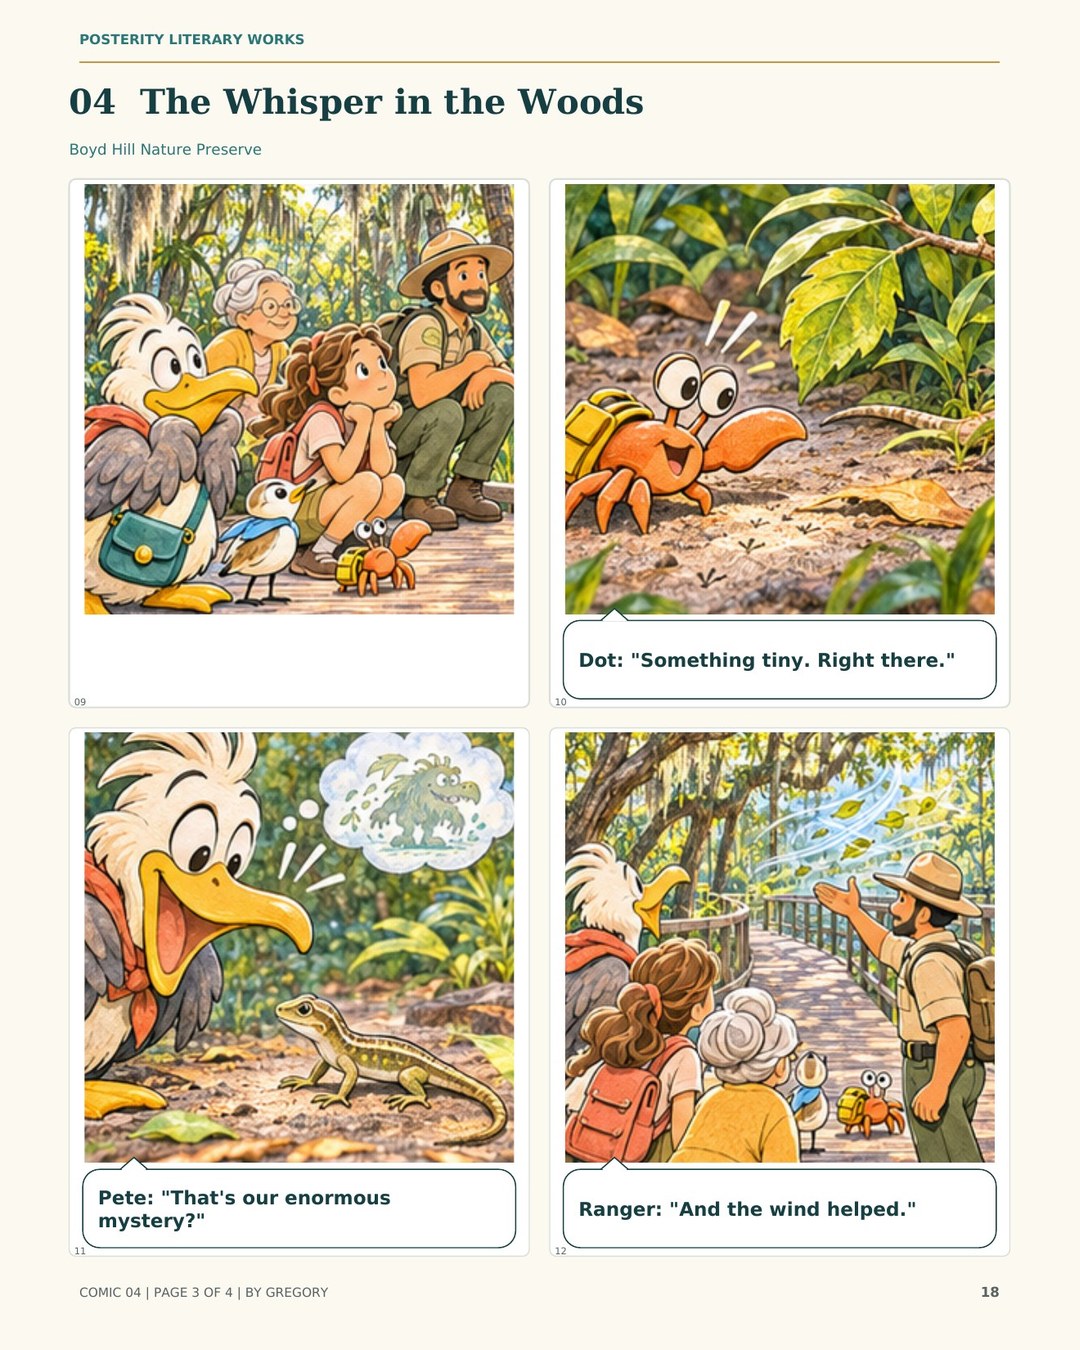 POSTERITY LITERARY WORKS
04 The Whisper in the Woods
Boyd Hill Nature Preserve
09
Dot: "Something tiny. Right there."
10
Pete: "That's our enormous
mystery?"
11
Ranger: "And the wind helped."
12
COMIC 04 | PAGE 3 OF 4 | BY GREGORY
18